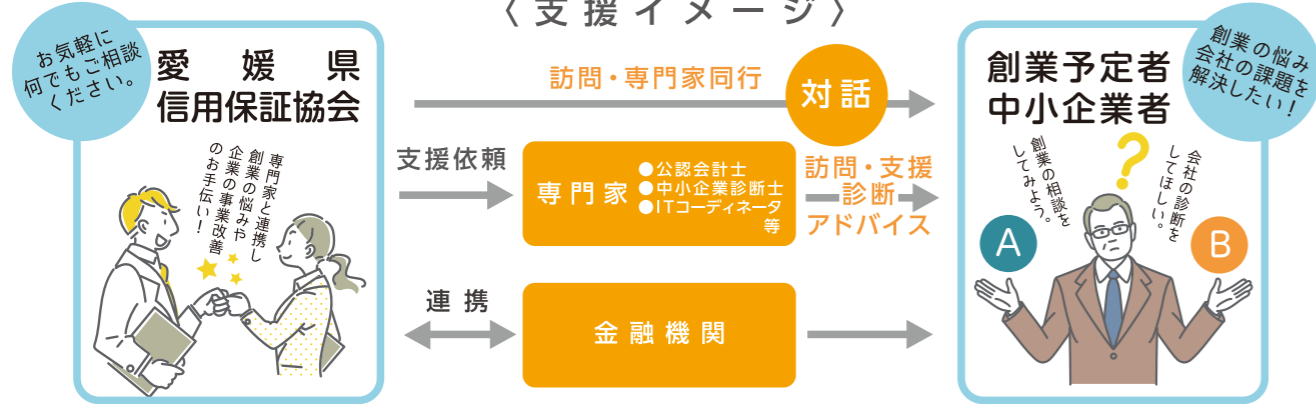 〈支援イメージ〉
お気軽に
何でもご相談
ください。
愛媛県
信用保証協会
専門家と連携し
創業の悩みや
企業の事業改善
のお手伝い！
訪問・専門家同行
対話
支援依頼
専門家
●公認会計士
●中小企業診断士
●ITコーディネータ
等
訪問・支援
診断
アドバイス
連携
金融機関
創業予定者
中小企業者
創業の悩み
会社の課題を
解決したい！
創業の相談を
してみよう。
?
会社の診断を
してほしい。
A
B